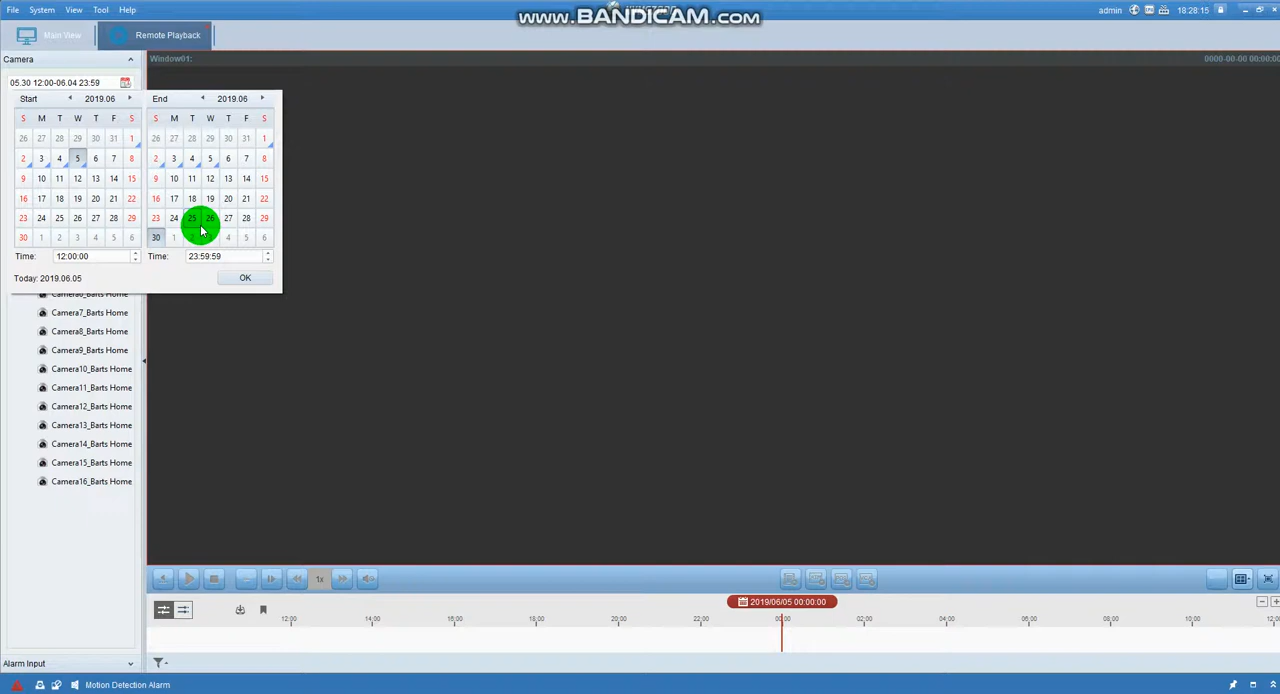 File System View Tool Help
www.BANDICAM.com
admin 18:28:15
Main View Remote Playback
Camera
Window01: 0000-00-00 00:00:00
05.30 12:00-06.04 23:59
Start 2019.06 End 2019.06
S M T W T F S S M T W T F S
26 27 28 29 30 31 1 26 27 28 29 30 31 1
2 3 4 5 6 7 8 2 3 4 5 6 7 8
9 10 11 12 13 14 15 9 10 11 12 13 14 15
16 17 18 19 20 21 22 16 17 18 19 20 21 22
23 24 25 26 27 28 29 23 24 25 26 27 28 29
30 1 2 3 4 5 6 30 1 4 5 6
Time: 12:00:00 Time: 23:59:59
Today: 2019.06.05 OK
Camera6_Barts Home
Camera7_Barts Home
Camera8_Barts Home
Camera9_Barts Home
Camera10_Barts Home
Camera11_Barts Home
Camera12_Barts Home
Camera13_Barts Home
Camera14_Barts Home
Camera15_Barts Home
Camera16_Barts Home
1x
2019/06/05 00:00:00
12:00 14:00 16:00 18:00 20:00 22:00 00:00 02:00 04:00 06:00 08:00 10:00
Alarm Input
Motion Detection Alarm